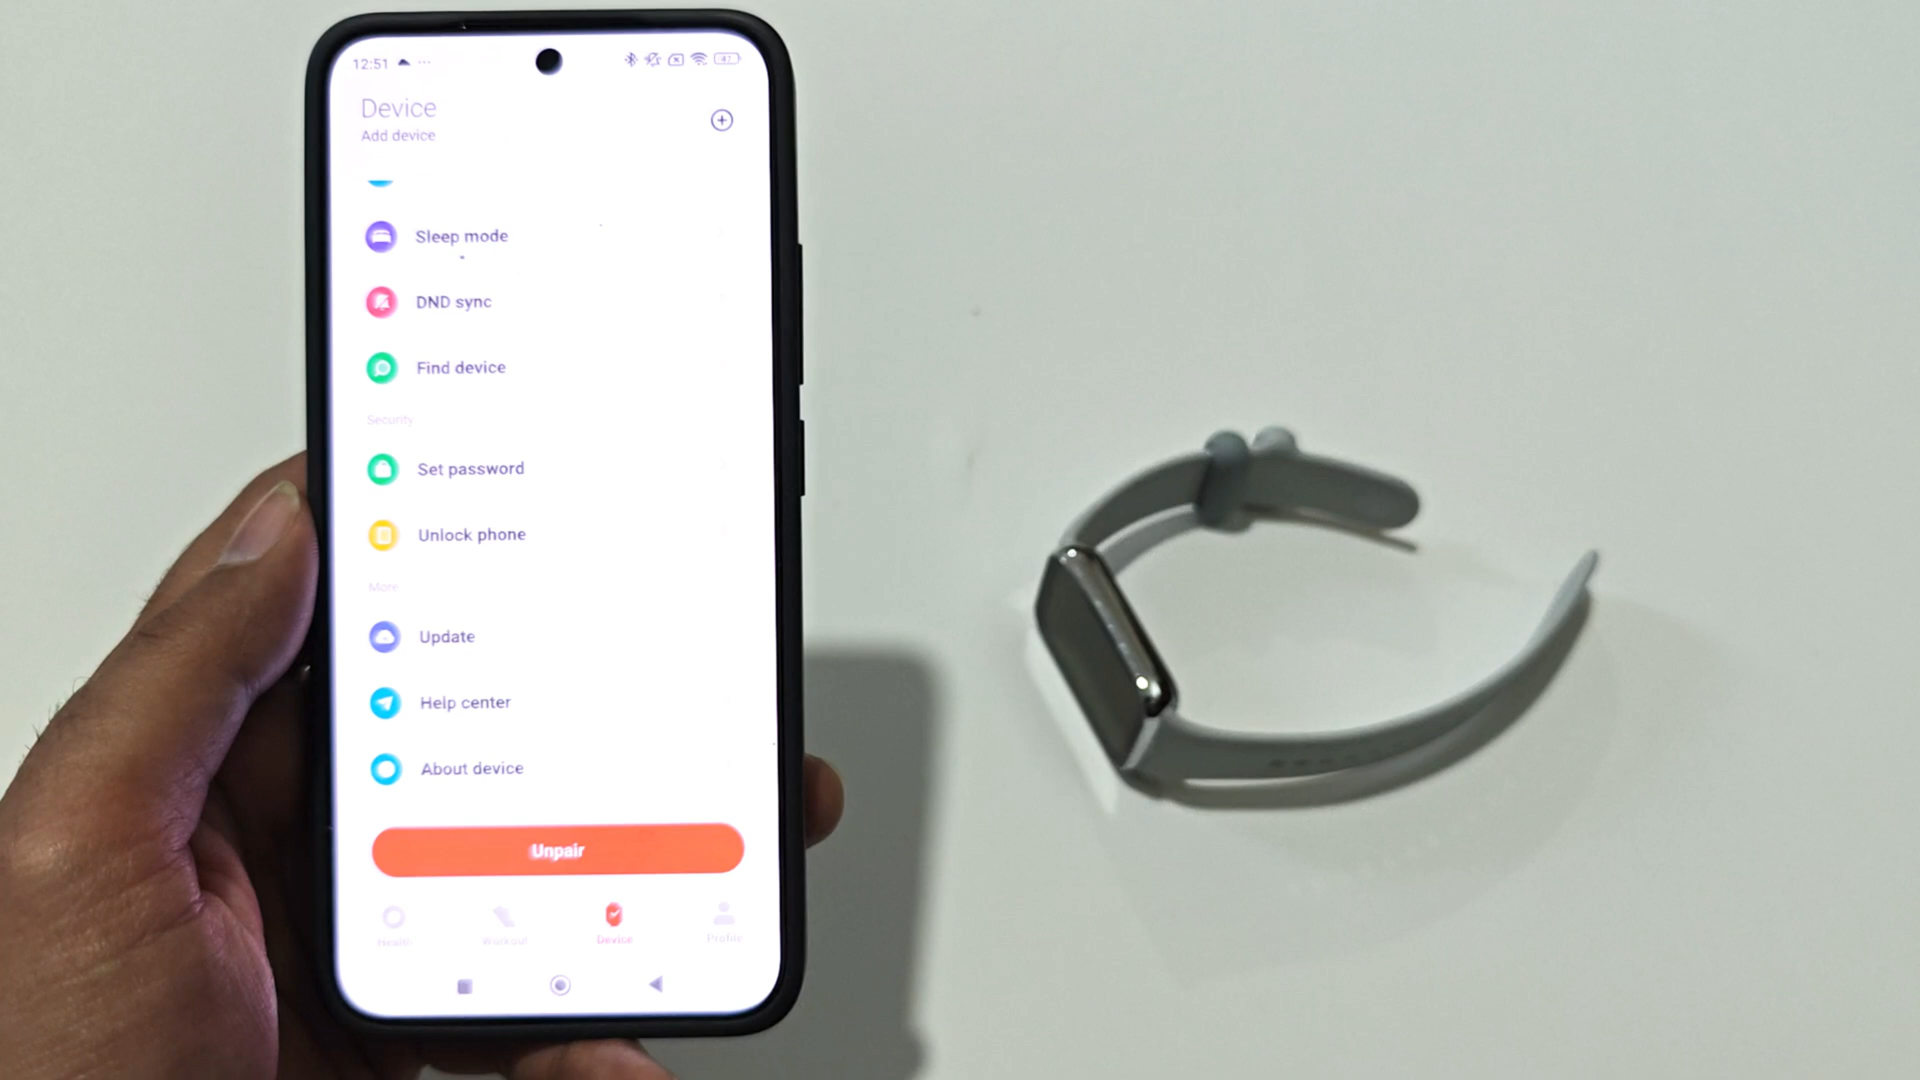 12:51
47
Device
Add device
Sleep mode
DND sync
Find device
Security
Set password
Unlock phone
More
Update
Help center
About device
Unpair
Health
Workout
Device
Profile